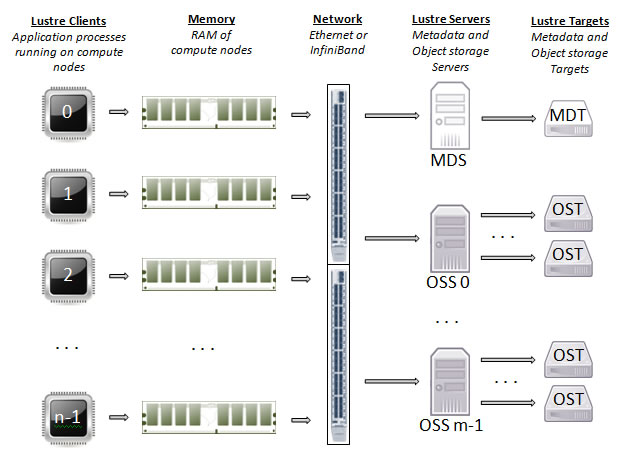 Lustre Clients
Application processes
running on compute
nodes
Memory
RAM of
compute nodes
Network
Ethernet or
InfiniBand
Lustre Servers
Metadata and
Object storage
Servers
Lustre Targets
Metadata and
Object storage
Targets
0
MDS
MDT
1
OST
. . .
OST
2
OSS 0
. . .
. . .
. . .
OST
. . .
OST
n-1
OSS m-1